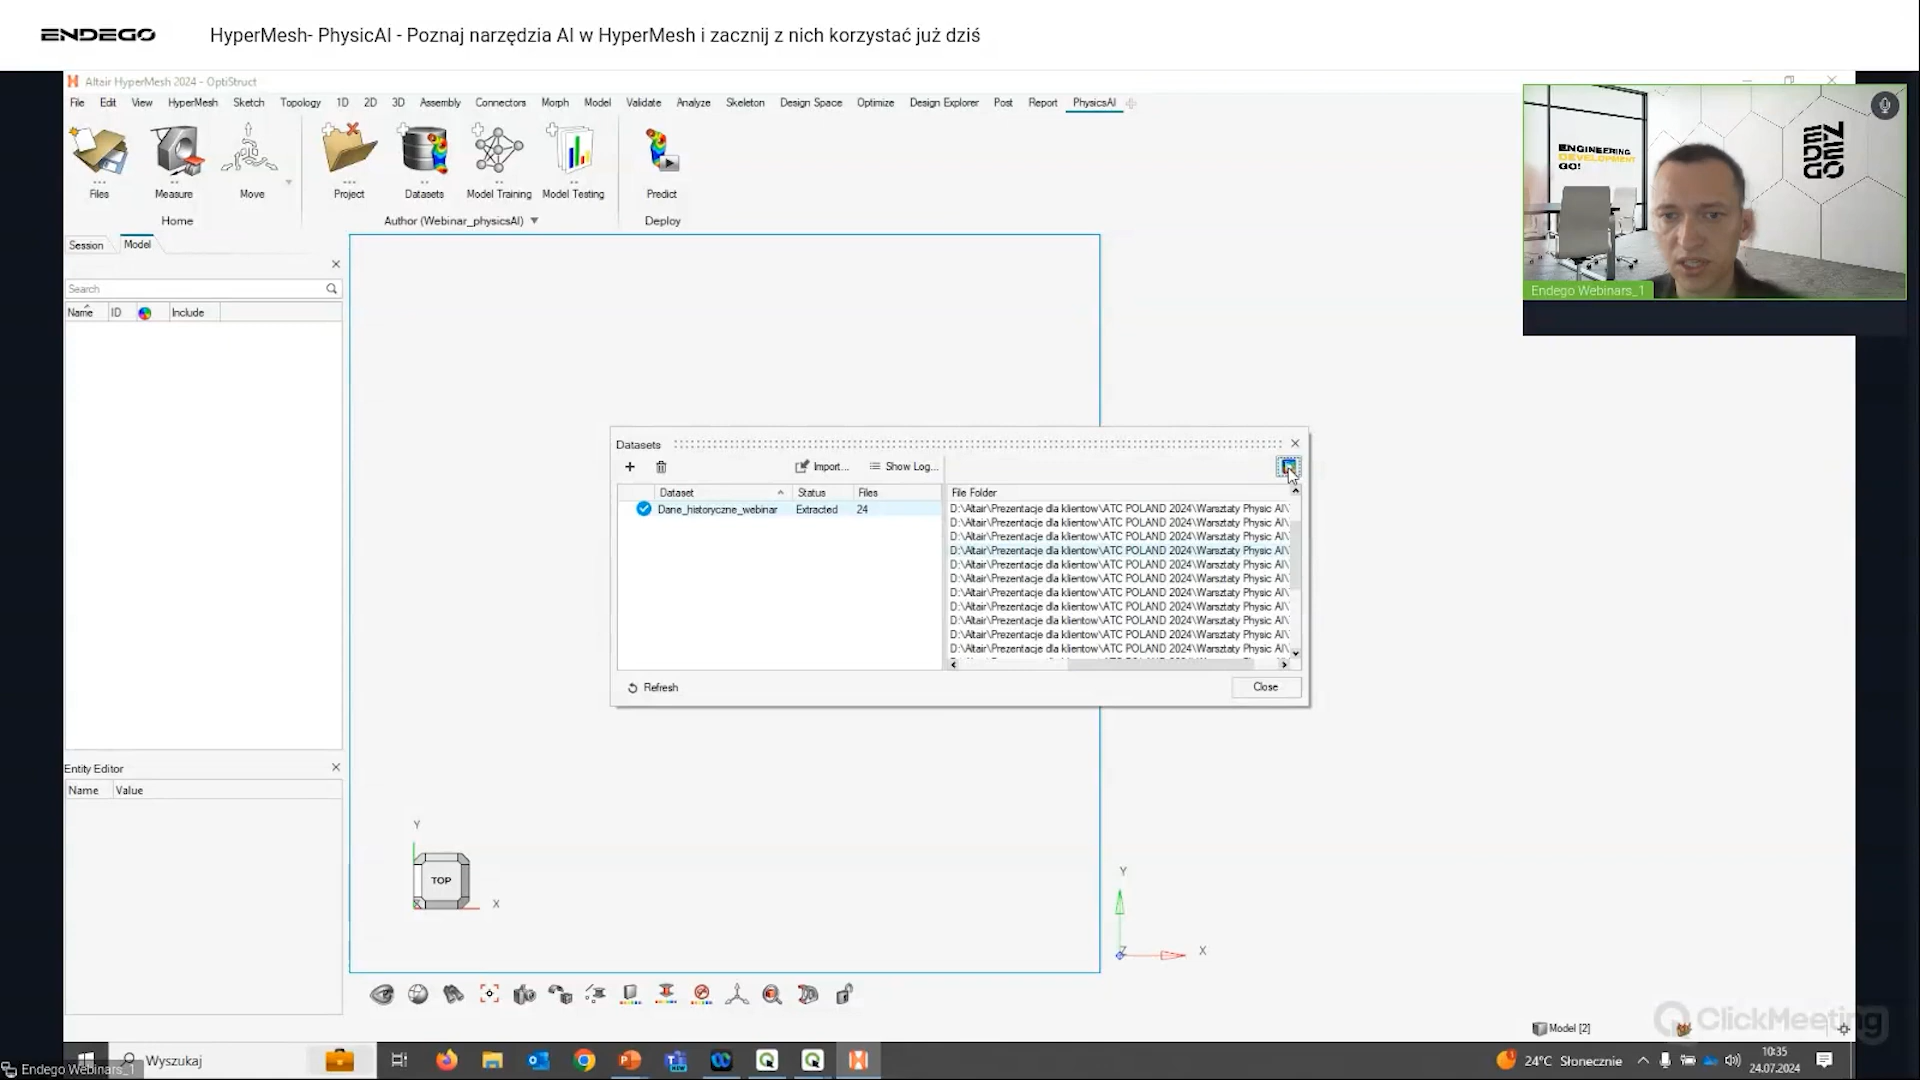 ENDEGO
HyperMesh- PhysicAI - Poznaj narzędzia AI w HyperMesh i zacznij z nich korzystać już dziś
Altair HyperMesh 2024 - OptiStruct
File Edit View HyperMesh Sketch Topology 1D 2D 3D Assembly Connectors Morph Model Validate Analyze Skeleton Design Space Optimize Design Explorer Post Report PhysicsAI
Files Measure Move Project Datasets Model Training Model Testing Predict
Home Author (Webinar_physicsAI) Deploy
Session Model
Search
Name ID Include
ENGINEERING
DEVELOPMENT
GO!
Endego Webinars_1
Datasets
Import... Show Log...
Dataset Status Files File Folder
Dane_historyczne_webinar Extracted 24
D:\Altair\Prezentacje dla klientow\ATC POLAND 2024\Warsztaty Physic AI\
D:\Altair\Prezentacje dla klientow\ATC POLAND 2024\Warsztaty Physic AI\
D:\Altair\Prezentacje dla klientow\ATC POLAND 2024\Warsztaty Physic AI\
D:\Altair\Prezentacje dla klientow\ATC POLAND 2024\Warsztaty Physic AI\
D:\Altair\Prezentacje dla klientow\ATC POLAND 2024\Warsztaty Physic AI\
D:\Altair\Prezentacje dla klientow\ATC POLAND 2024\Warsztaty Physic AI\
D:\Altair\Prezentacje dla klientow\ATC POLAND 2024\Warsztaty Physic AI\
D:\Altair\Prezentacje dla klientow\ATC POLAND 2024\Warsztaty Physic AI\
D:\Altair\Prezentacje dla klientow\ATC POLAND 2024\Warsztaty Physic AI\
D:\Altair\Prezentacje dla klientow\ATC POLAND 2024\Warsztaty Physic AI\
D:\Altair\Prezentacje dla klientow\ATC POLAND 2024\Warsztaty Physic AI\
Refresh Close
Entity Editor
Name Value
Y
TOP
X
Y
Z
X
Model [2]
ClickMeeting
Wyszukaj
24°C Słonecznie
10:35
24.07.2024
Endego Webinars_1